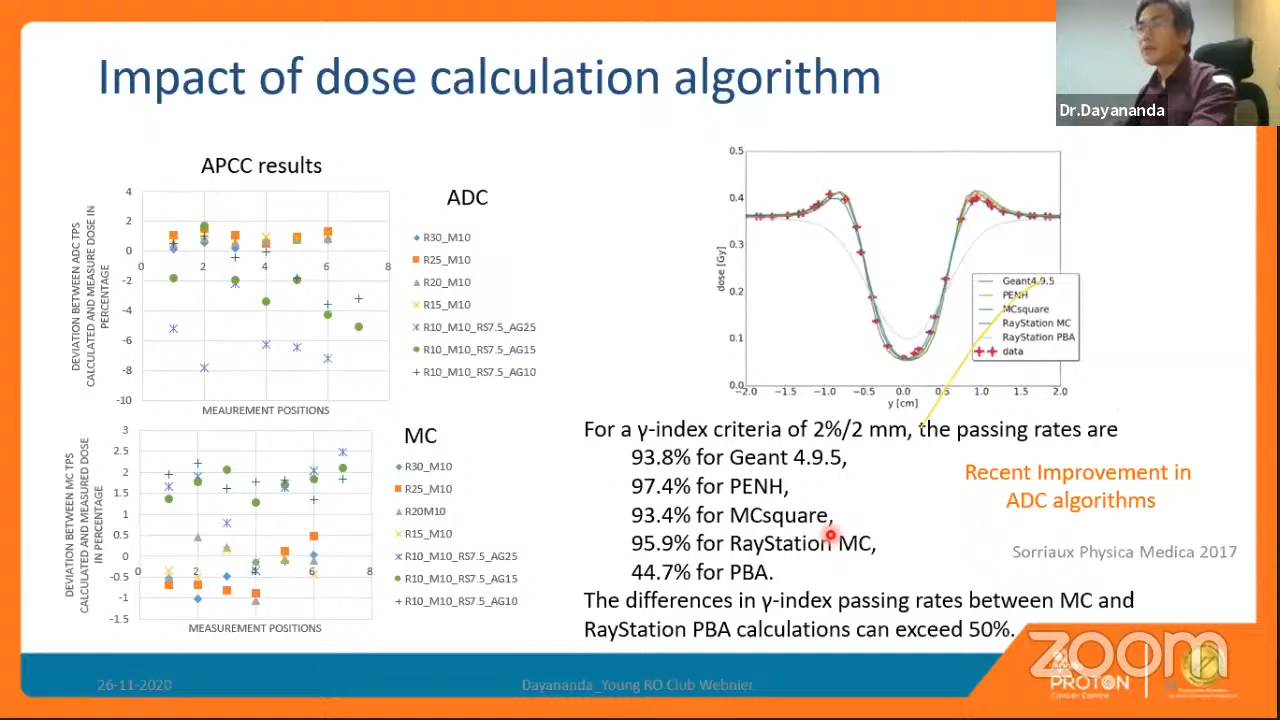 Impact of dose calculation algorithm
Dr.Dayananda
APCC results
ADC
DEVIATION BETWEEN ADC TPS
CALCULATED AND MEASURE DOSE IN
PERCENTAGE
4
2
0
-2
-4
-6
-8
-10
0 2 4 6 8
MEAUREMENT POSITIONS
R30_M10
R25_M10
R20_M10
R15_M10
R10_M10_RS7.5_AG25
R10_M10_RS7.5_AG15
R10_M10_RS7.5_AG10
MC
DEVIATION BETWEEN MC TPS
CALCULATED AND MEASURED DOSE
IN PERCENTAGE
3
2.5
2
1.5
1
0.5
0
-0.5
-1
-1.5
0 2 4 6 8
MEASUREMENT POSITIONS
R30_M10
R25_M10
R20M10
R15_M10
R10_M10_RS7.5_AG25
R10_M10_RS7.5_AG15
R10_M10_RS7.5_AG10
dose [Gy]
0.5
0.4
0.3
0.2
0.1
0.0
−2.0 −1.5 −1.0 −0.5 0.0 0.5 1.0 1.5 2.0
y [cm]
Geant4.9.5
PENH
MCsquare
RayStation MC
RayStation PBA
data
For a γ-index criteria of 2%/2 mm, the passing rates are
93.8% for Geant 4.9.5,
97.4% for PENH,
93.4% for MCsquare,
95.9% for RayStation MC,
44.7% for PBA.
The differences in γ-index passing rates between MC and
RayStation PBA calculations can exceed 50%.
Recent Improvement in
ADC algorithms
Sorriaux Physica Medica 2017
26-11-2020
Dayananda_Young RO Club Webnier
zoom
PROTON
Cancer Centre